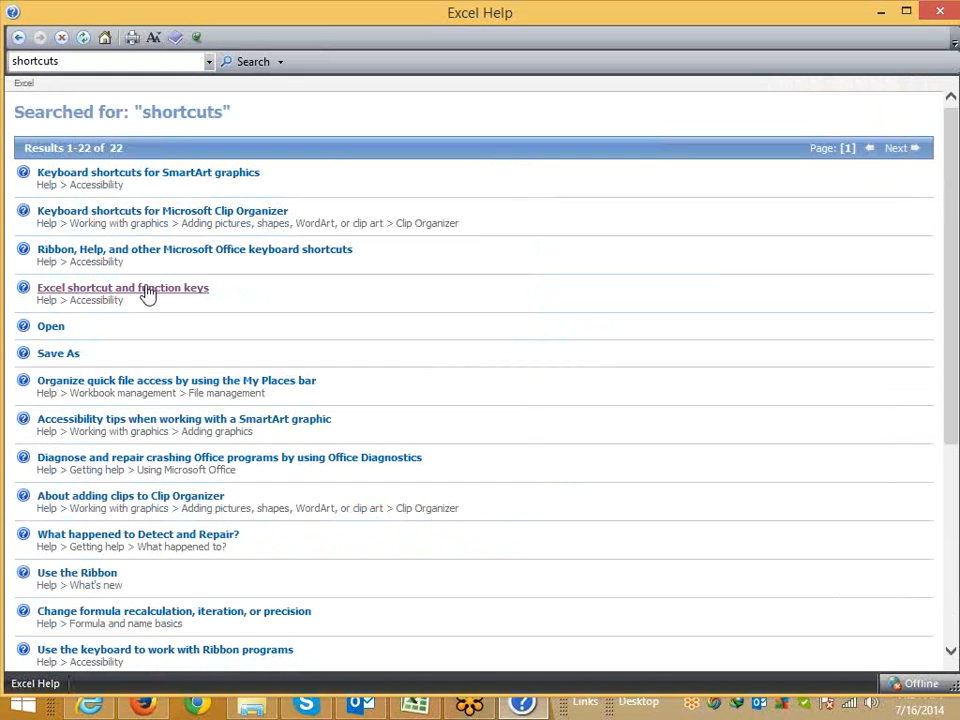 Excel Help
shortcuts
Search
Excel
Searched for: "shortcuts"
Results 1-22 of 22
Page: [1] Next
Keyboard shortcuts for SmartArt graphics
Help > Accessibility
Keyboard shortcuts for Microsoft Clip Organizer
Help > Working with graphics > Adding pictures, shapes, WordArt, or clip art > Clip Organizer
Ribbon, Help, and other Microsoft Office keyboard shortcuts
Help > Accessibility
Excel shortcut and function keys
Help > Accessibility
Open
Save As
Organize quick file access by using the My Places bar
Help > Workbook management > File management
Accessibility tips when working with a SmartArt graphic
Help > Working with graphics > Adding graphics
Diagnose and repair crashing Office programs by using Office Diagnostics
Help > Getting help > Using Microsoft Office
About adding clips to Clip Organizer
Help > Working with graphics > Adding pictures, shapes, WordArt, or clip art > Clip Organizer
What happened to Detect and Repair?
Help > Getting help > What happened to?
Use the Ribbon
Help > What's new
Change formula recalculation, iteration, or precision
Help > Formula and name basics
Use the keyboard to work with Ribbon programs
Help > Accessibility
Excel Help
Offline
Links
Desktop
7/16/2014